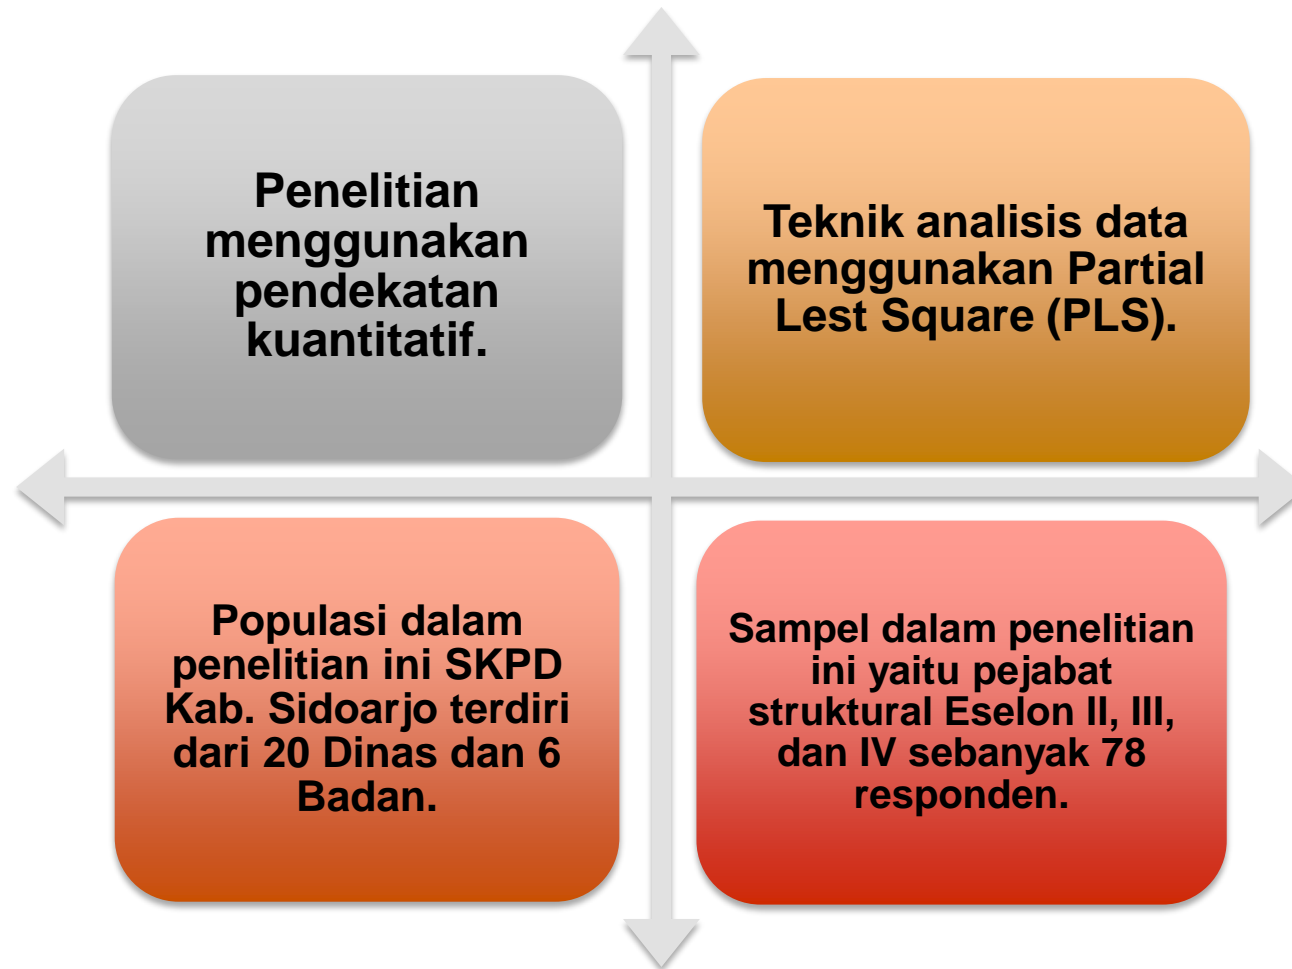 Penelitian
menggunakan
pendekatan
kuantitatif.
Teknik analisis data
menggunakan Partial
Lest Square (PLS).
Populasi dalam
penelitian ini SKPD
Kab. Sidoarjo terdiri
dari 20 Dinas dan 6
Badan.
Sampel dalam penelitian
ini yaitu pejabat
struktural Eselon II, III,
dan IV sebanyak 78
responden.